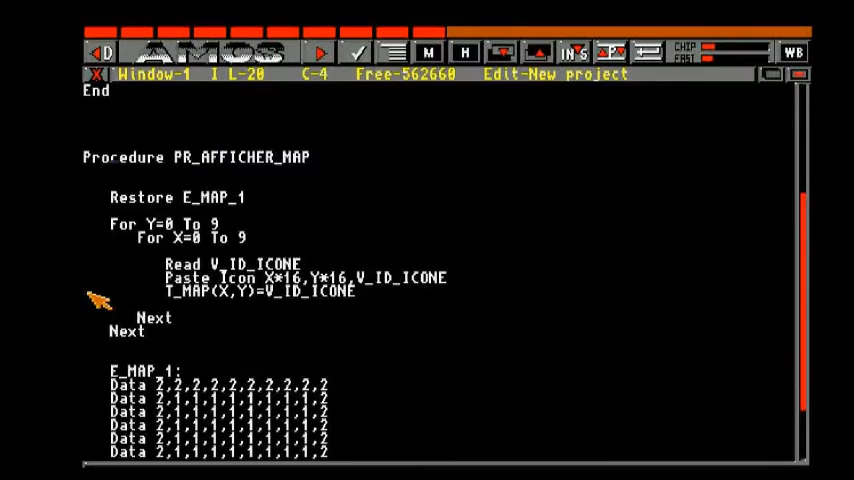 D AMOS M H INS AP CHIP FAST WB
X Window-1 I L-20 C-4 Free-562660 Edit-New project
End
Procedure PR_AFFICHER_MAP
Restore E_MAP_1
For Y=0 To 9
For X=0 To 9
Read V_ID_ICONE
Paste Icon X*16,Y*16,V_ID_ICONE
T_MAP(X,Y)=V_ID_ICONE
Next
Next
E_MAP_1:
Data 2,2,2,2,2,2,2,2,2,2
Data 2,1,1,1,1,1,1,1,1,2
Data 2,1,1,1,1,1,1,1,1,2
Data 2,1,1,1,1,1,1,1,1,2
Data 2,1,1,1,1,1,1,1,1,2
Data 2,1,1,1,1,1,1,1,1,2